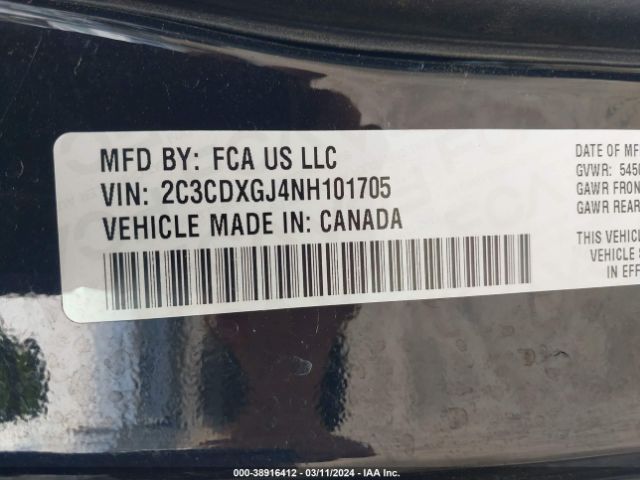 MFD BY: FCA US LLC
VIN: 2C3CDXGJ4NH101705
VEHICLE MADE IN: CANADA
DATE OF MF
GVWR: 5450
GAWR FRON
GAWR REAR
THIS VEHICLE
VEHICLE S
IN EFF
000-38916412 - 03/11/2024 - IAA Inc.